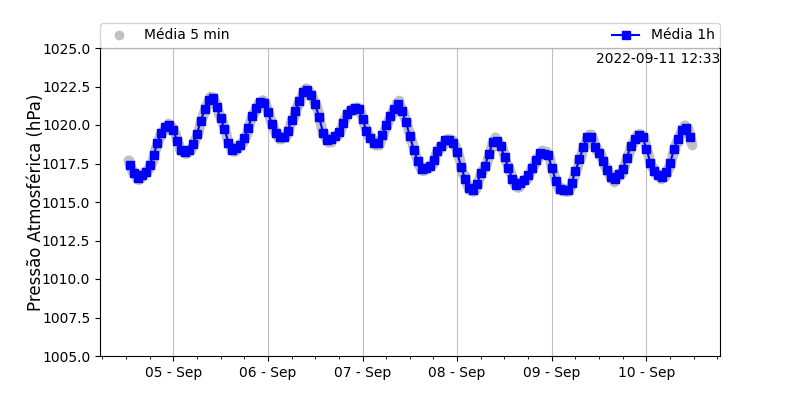 Média 5 min
Média 1h
2022-09-11 12:33
Pressão Atmosférica (hPa)
1025.0
1022.5
1020.0
1017.5
1015.0
1012.5
1010.0
1007.5
1005.0
05 - Sep
06 - Sep
07 - Sep
08 - Sep
09 - Sep
10 - Sep